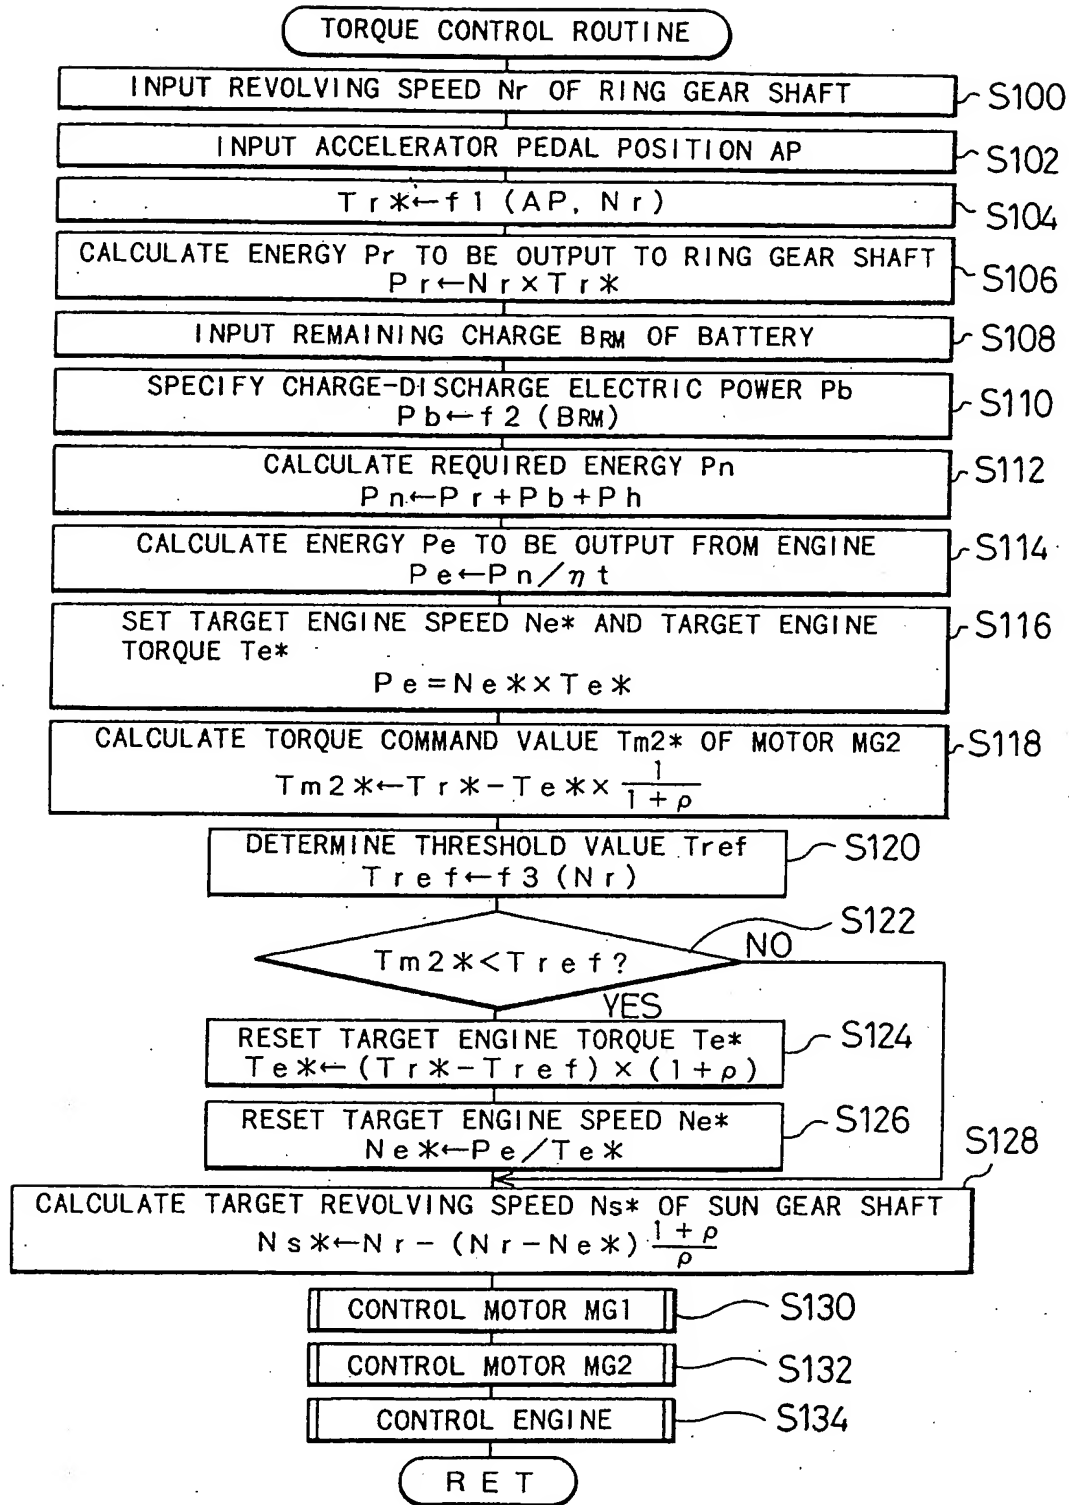 TORQUE CONTROL ROUTINE
INPUT REVOLVING SPEED Nr OF RING GEAR SHAFT
S100
INPUT ACCELERATOR PEDAL POSITION AP
S102
Tr*←f1 (AP, Nr)
S104
CALCULATE ENERGY Pr TO BE OUTPUT TO RING GEAR SHAFT
Pr←Nr×Tr*
S106
INPUT REMAINING CHARGE BRM OF BATTERY
S108
SPECIFY CHARGE-DISCHARGE ELECTRIC POWER Pb
Pb←f2 (BRM)
S110
CALCULATE REQUIRED ENERGY Pn
Pn←Pr+Pb+Ph
S112
CALCULATE ENERGY Pe TO BE OUTPUT FROM ENGINE
Pe←Pn/ηt
S114
SET TARGET ENGINE SPEED Ne* AND TARGET ENGINE
TORQUE Te*
Pe=Ne*×Te*
S116
CALCULATE TORQUE COMMAND VALUE Tm2* OF MOTOR MG2
Tm2*←Tr*-Te*× 1/1+ρ
S118
DETERMINE THRESHOLD VALUE Tref
Tref←f3 (Nr)
S120
Tm2*<Tref?
S122
NO
YES
RESET TARGET ENGINE TORQUE Te*
Te*← (Tr*-Tref) × (1+ρ)
S124
RESET TARGET ENGINE SPEED Ne*
Ne*←Pe/Te*
S126
CALCULATE TARGET REVOLVING SPEED Ns* OF SUN GEAR SHAFT
Ns*←Nr- (Nr-Ne*) 1+ρ/ρ
S128
CONTROL MOTOR MG1
S130
CONTROL MOTOR MG2
S132
CONTROL ENGINE
S134
RET